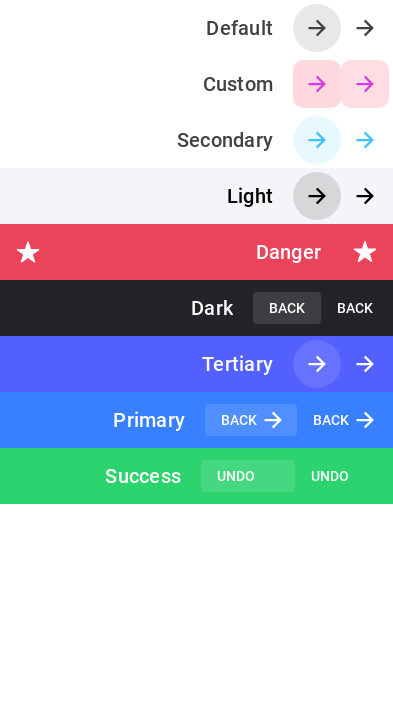 Default
Custom
Secondary
Light
Danger
Dark BACK BACK
Tertiary
Primary BACK BACK
Success UNDO UNDO